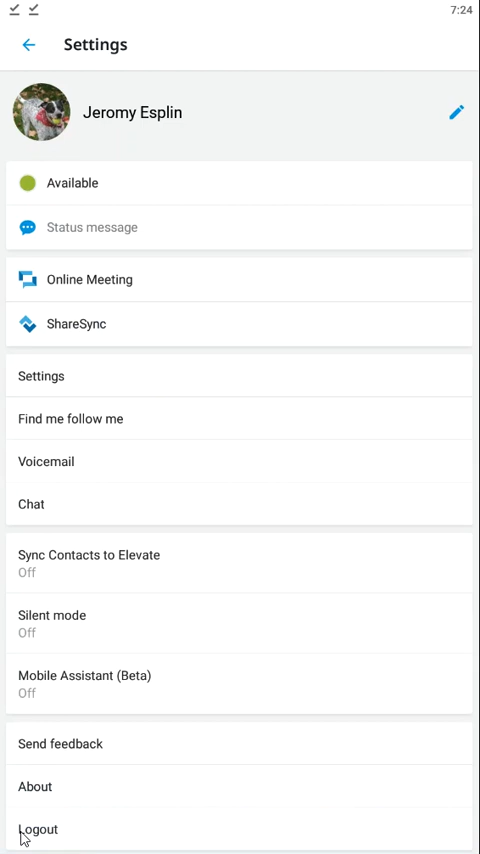 7:24
Settings
Jeromy Esplin
Available
Status message
Online Meeting
ShareSync
Settings
Find me follow me
Voicemail
Chat
Sync Contacts to Elevate
Off
Silent mode
Off
Mobile Assistant (Beta)
Off
Send feedback
About
Logout